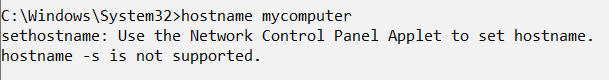 C:\Windows\System32>hostname mycomputer
sethostname: Use the Network Control Panel Applet to set hostname.
hostname -s is not supported.